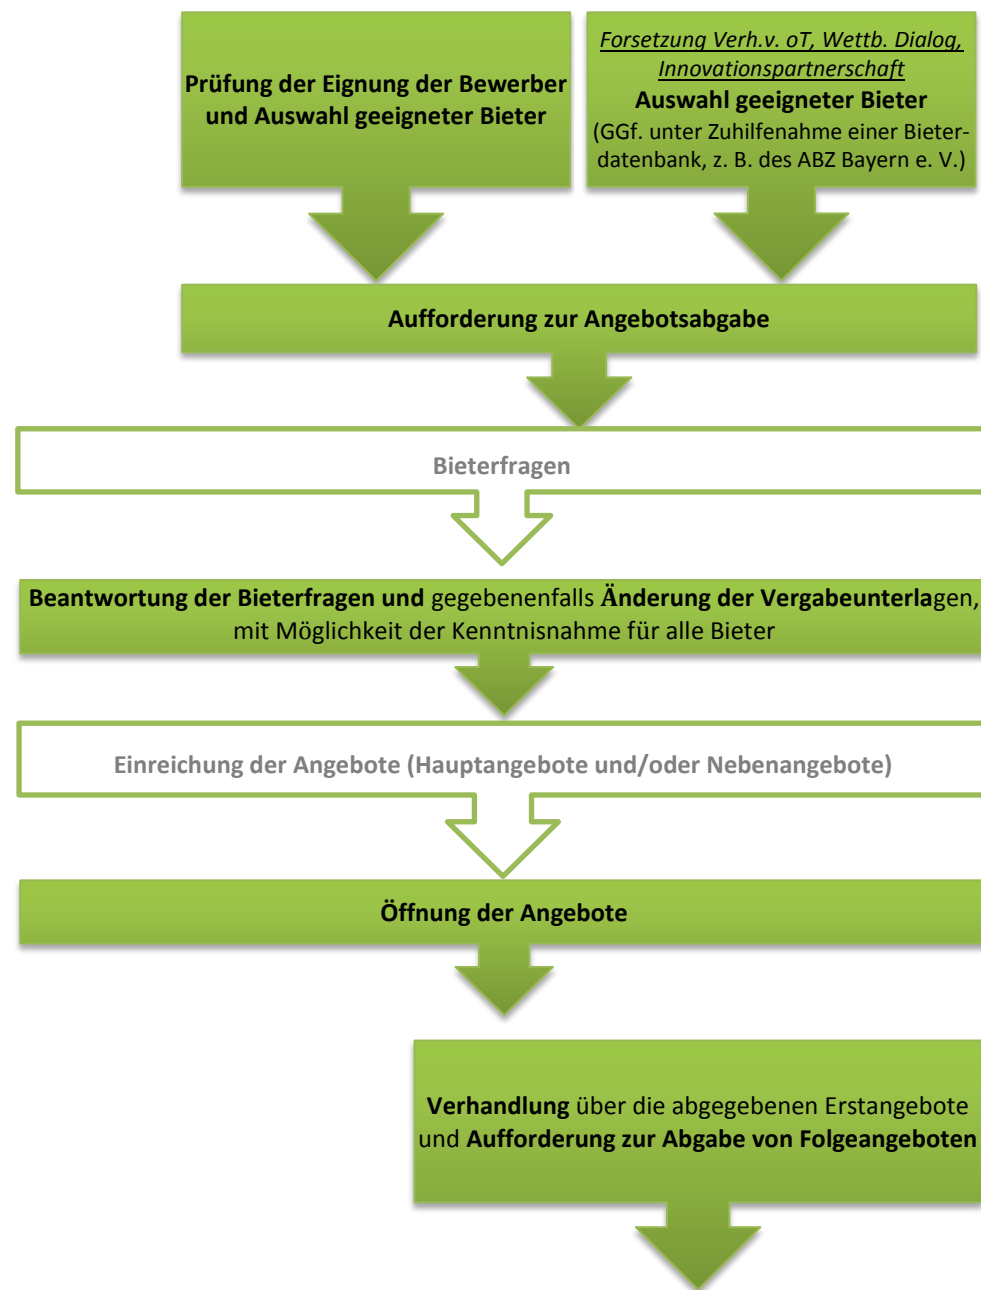 Prüfung der Eignung der Bewerber
und Auswahl geeigneter Bieter
Forsetzung Verh.v. oT, Wettb. Dialog,
Innovationspartnerschaft
Auswahl geeigneter Bieter
(GGf. unter Zuhilfenahme einer Bieter-
datenbank, z. B. des ABZ Bayern e. V.)
Aufforderung zur Angebotsabgabe
Bieterfragen
Beantwortung der Bieterfragen und gegebenenfalls Änderung der Vergabeunterlagen,
mit Möglichkeit der Kenntnisnahme für alle Bieter
Einreichung der Angebote (Hauptangebote und/oder Nebenangebote)
Öffnung der Angebote
Verhandlung über die abgegebenen Erstangebote
und Aufforderung zur Abgabe von Folgeangeboten